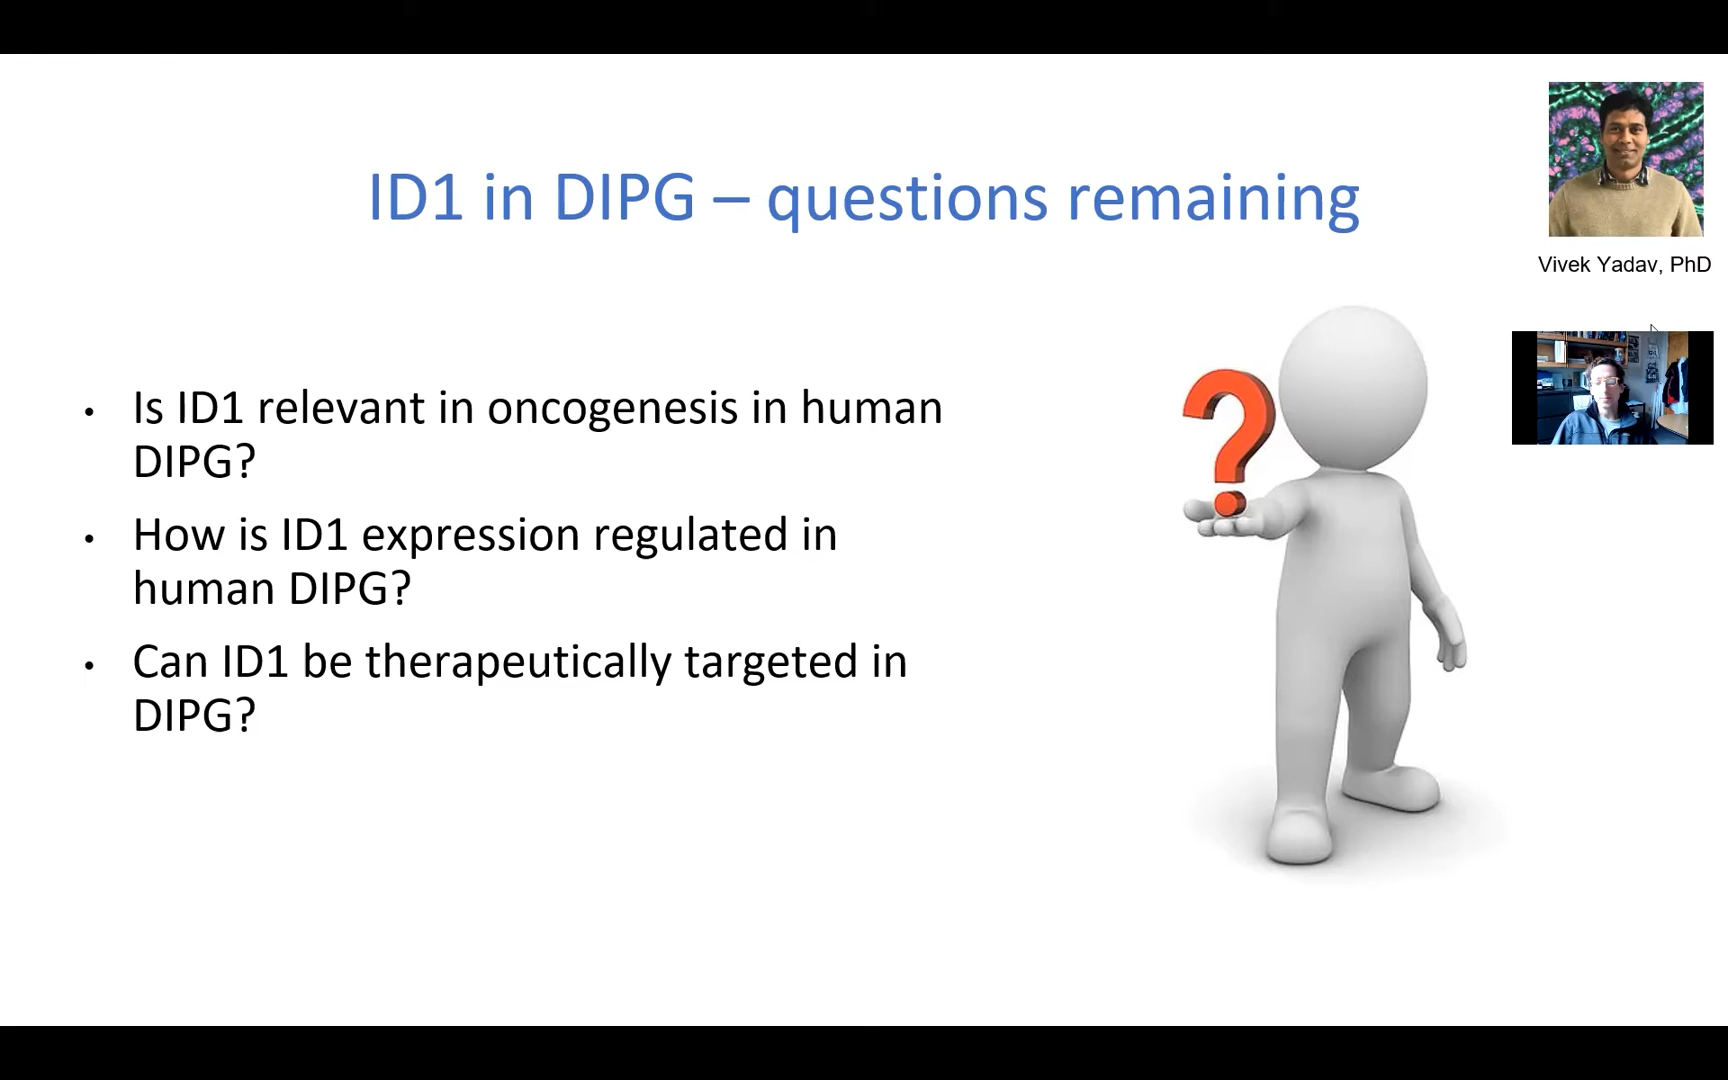 ID1 in DIPG – questions remaining
Vivek Yadav, PhD
• Is ID1 relevant in oncogenesis in human
DIPG?
• How is ID1 expression regulated in
human DIPG?
• Can ID1 be therapeutically targeted in
DIPG?
?